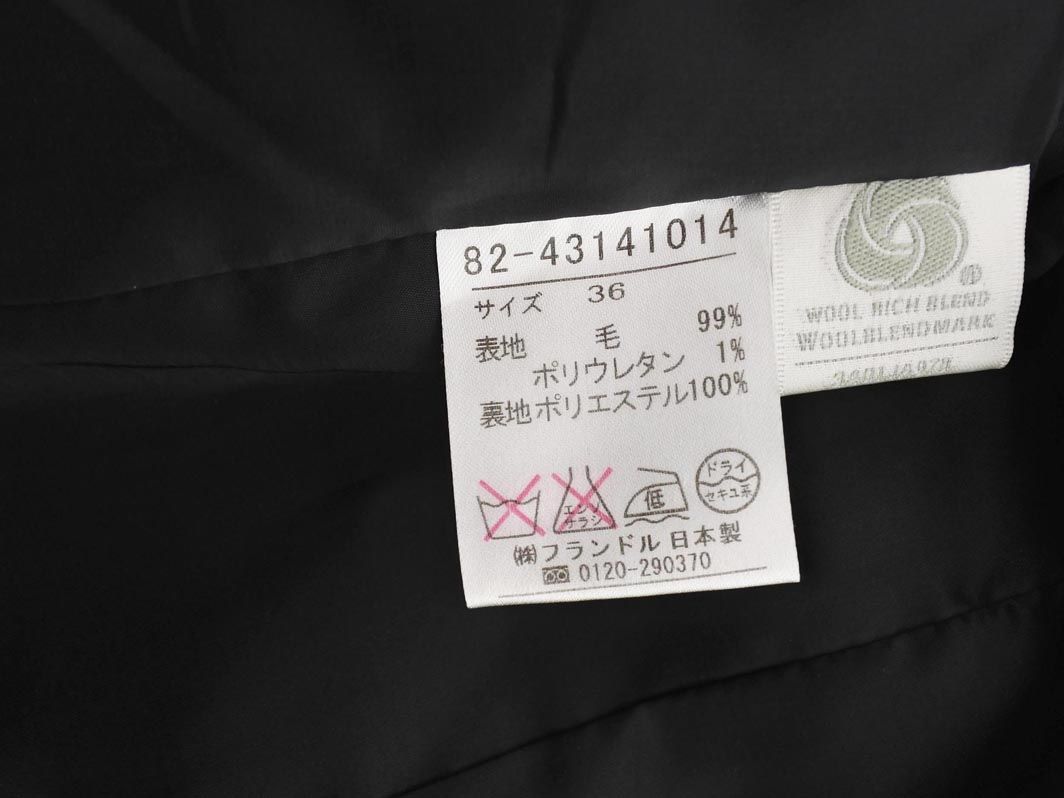 82-43141014
サイズ 36
表地 毛 99%
ポリウレタン 1%
裏地 ポリエステル100%
エンソ
サラシ
低
ドライ
セキユ系
㈱フランドル 日本製
0120-290370
WOOL RICH BLEND
WOOLBLENDMARK